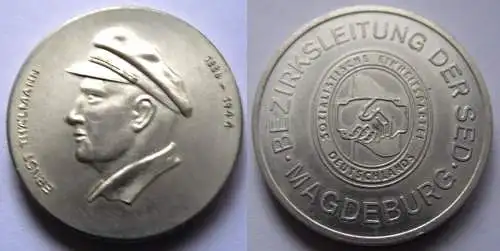 ERNST THÄLMANN
1886 - 1944
· BEZIRKSLEITUNG DER SED ·
MAGDEBURG
SOZIALISTISCHE EINHEITSPARTEI
DEUTSCHLANDS